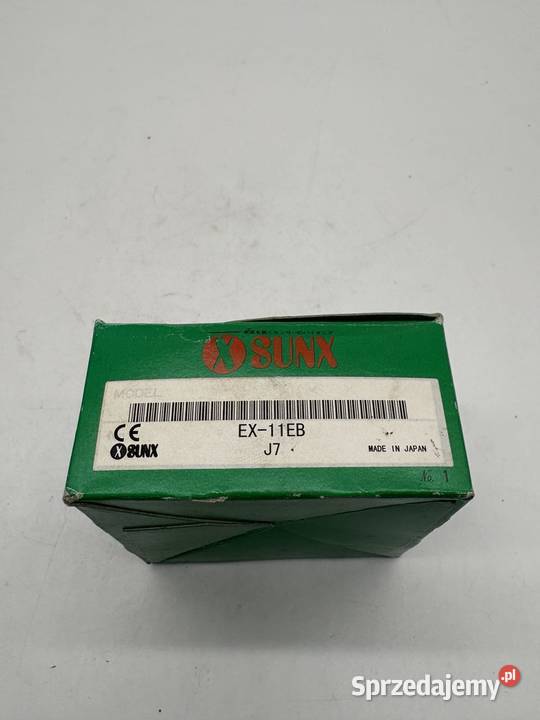 SUNX
MODEL
CE
EX-11EB
SUNX
J7
MADE IN JAPAN
No. 1
Sprzedajemy.pl